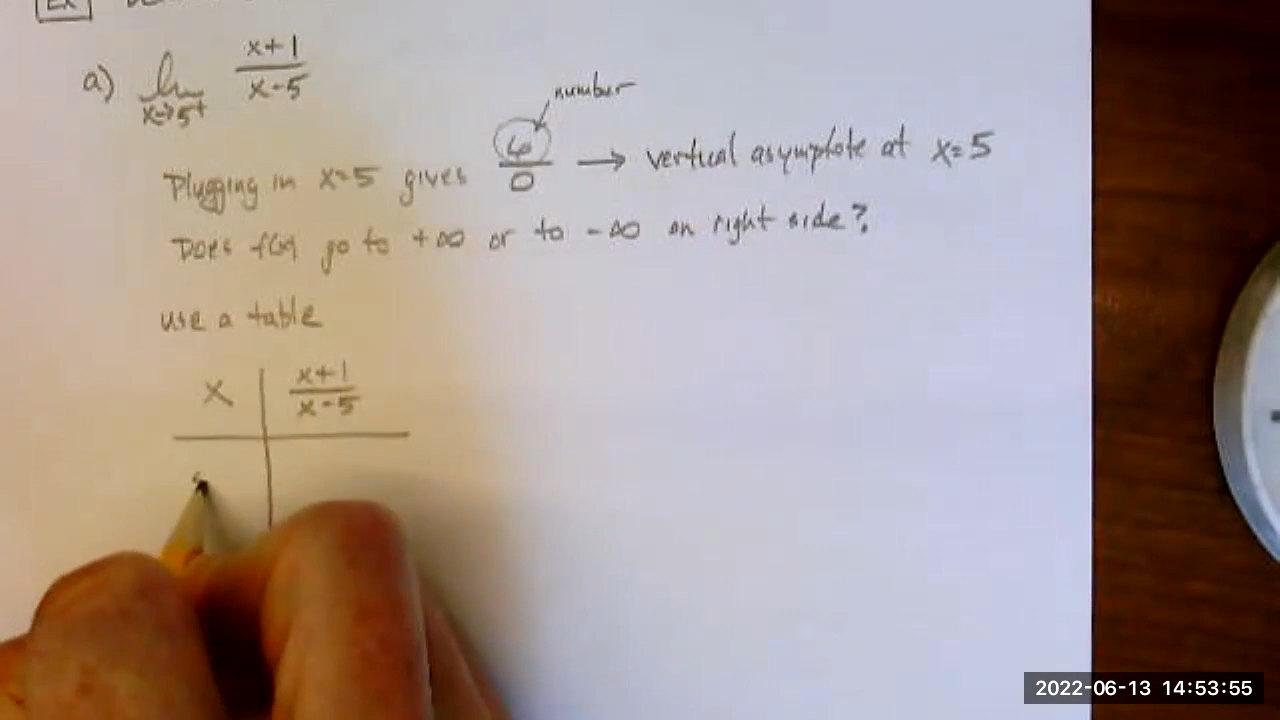 Ex
a) lim x→5⁺ x+1/x-5
number
Plugging in x=5 gives 6/0 → vertical asymptote at x=5
Does f(x) go to +∞ or to -∞ on right side?
use a table
x | x+1/x-5
2022-06-13 14:53:55